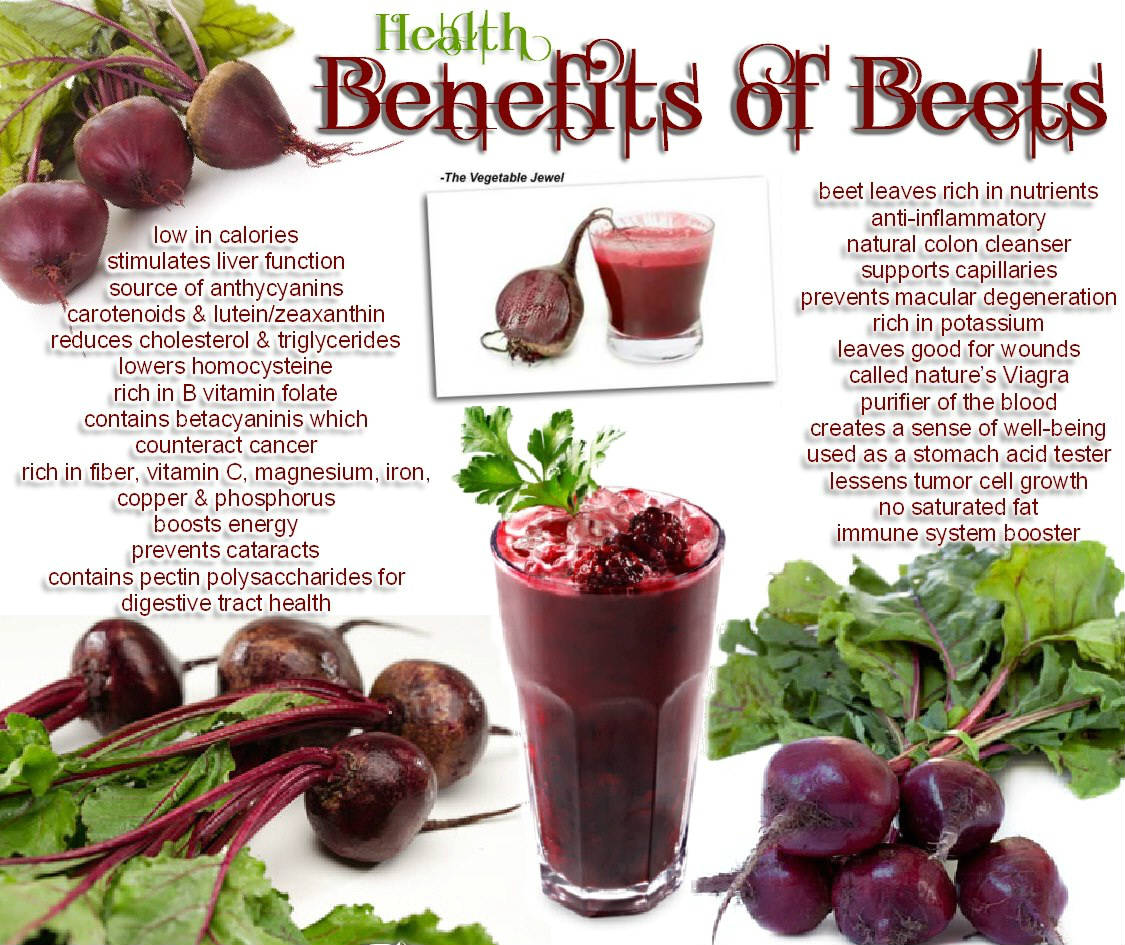 Health
Benefits of Beets
-The Vegetable Jewel
low in calories
stimulates liver function
source of anthycyanins
carotenoids & lutein/zeaxanthin
reduces cholesterol & triglycerides
lowers homocysteine
rich in B vitamin folate
contains betacyaninis which
counteract cancer
rich in fiber, vitamin C, magnesium, iron,
copper & phosphorus
boosts energy
prevents cataracts
contains pectin polysaccharides for
digestive tract health
beet leaves rich in nutrients
anti-inflammatory
natural colon cleanser
supports capillaries
prevents macular degeneration
rich in potassium
leaves good for wounds
called nature's Viagra
purifier of the blood
creates a sense of well-being
used as a stomach acid tester
lessens tumor cell growth
no saturated fat
immune system booster